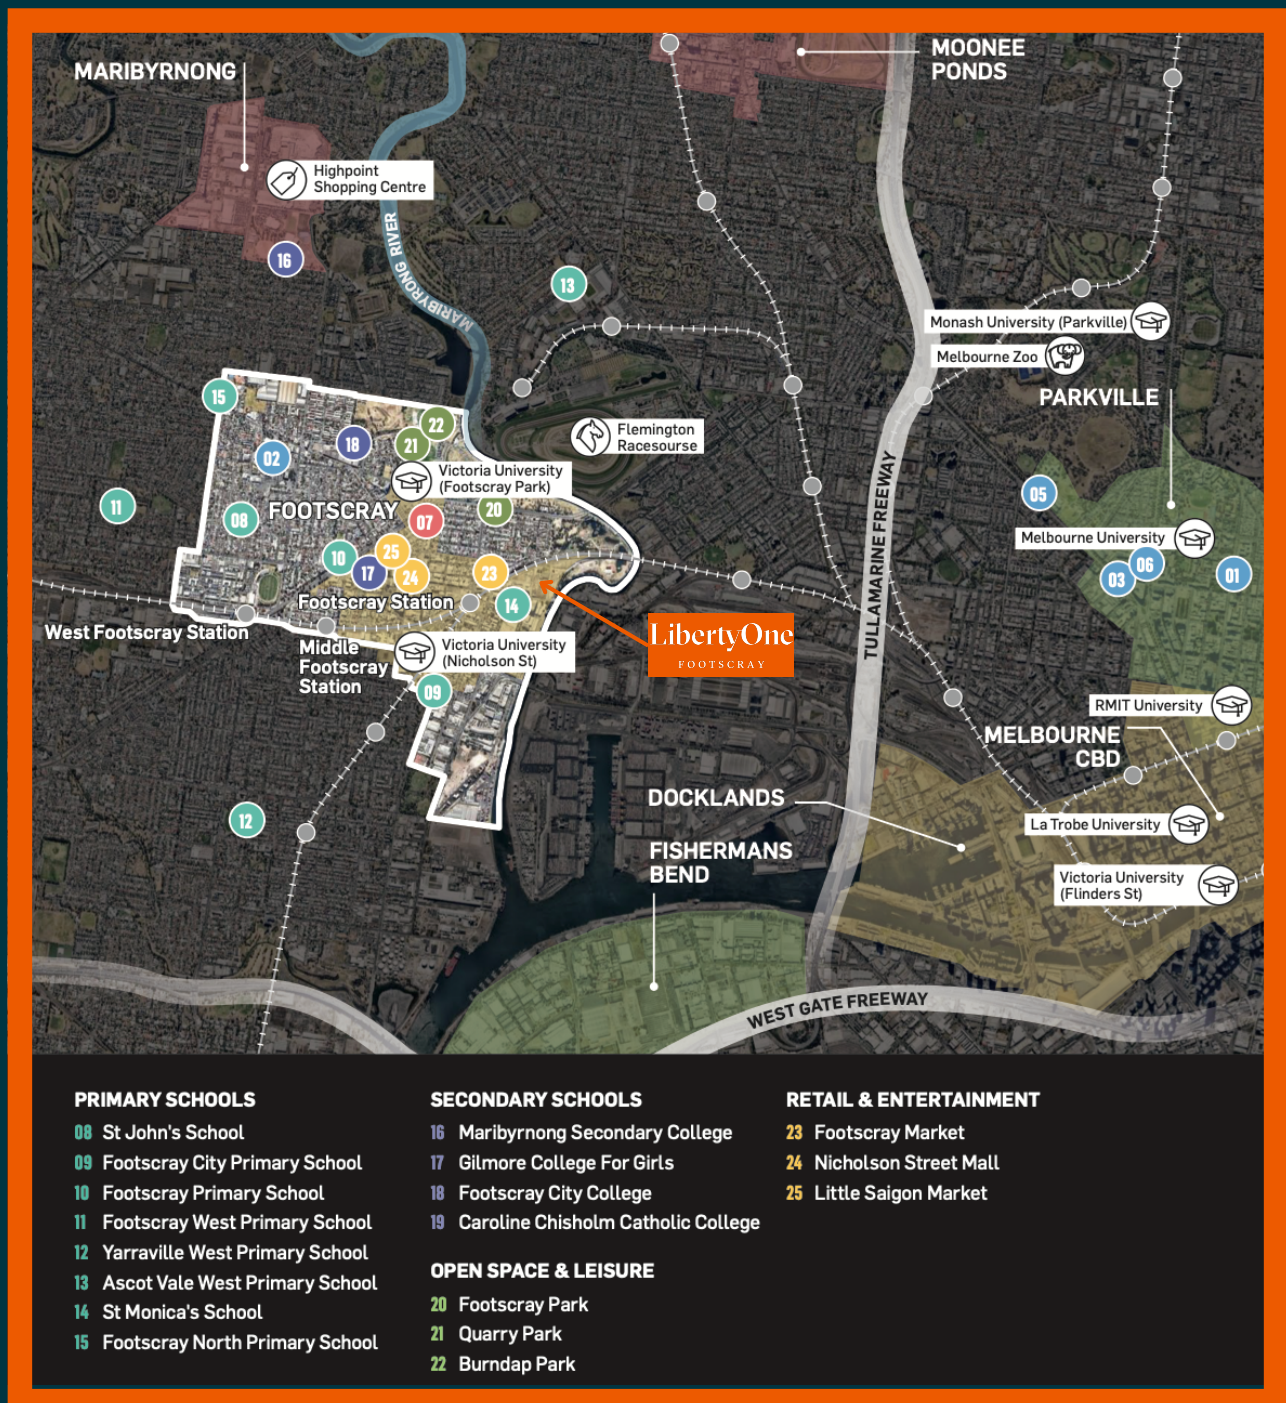 MARIBYRNONG
MOONEE
PONDS
Highpoint
Shopping Centre
16
MARIBYRONG RIVER
13
Monash University (Parkville)
Melbourne Zoo
PARKVILLE
15
22
21
18
02
Flemington
Racesourse
Victoria University
(Footscray Park)
TULLAMARINE FREEWAY
05
11
08
FOOTSCRAY
07
20
Melbourne University
10
25
17
24
23
06
03
01
Footscray Station
14
West Footscray Station
Middle
Footscray
Station
Victoria University
(Nicholson St)
LibertyOne
FOOTSCRAY
09
RMIT University
MELBOURNE
CBD
DOCKLANDS
12
La Trobe University
FISHERMANS
BEND
Victoria University
(Flinders St)
WEST GATE FREEWAY
PRIMARY SCHOOLS
08 St John's School
09 Footscray City Primary School
10 Footscray Primary School
11 Footscray West Primary School
12 Yarraville West Primary School
13 Ascot Vale West Primary School
14 St Monica's School
15 Footscray North Primary School
SECONDARY SCHOOLS
16 Maribyrnong Secondary College
17 Gilmore College For Girls
18 Footscray City College
19 Caroline Chisholm Catholic College
OPEN SPACE & LEISURE
20 Footscray Park
21 Quarry Park
22 Burndap Park
RETAIL & ENTERTAINMENT
23 Footscray Market
24 Nicholson Street Mall
25 Little Saigon Market